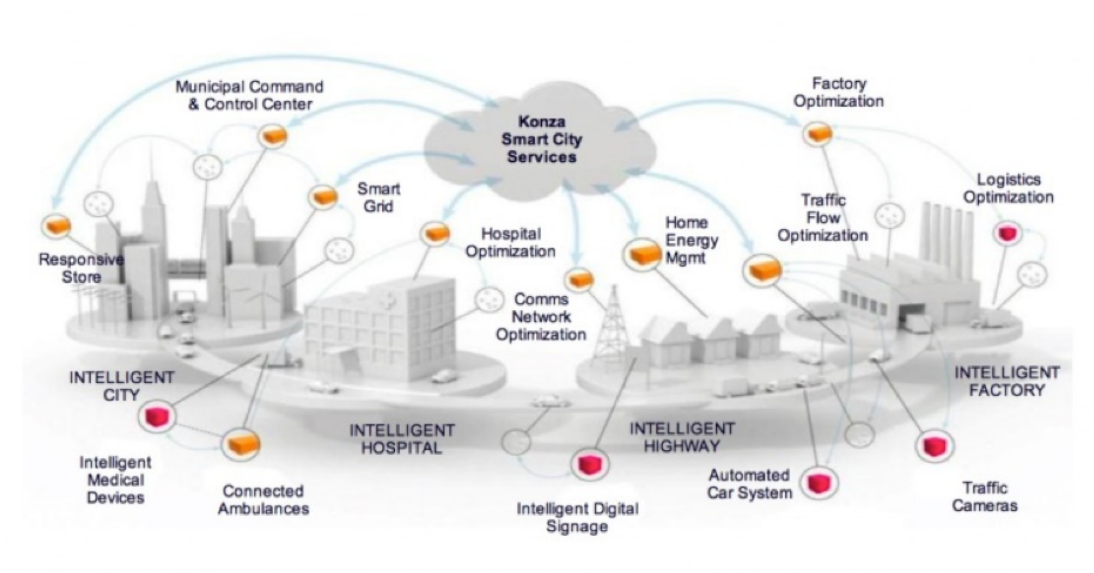 Municipal Command
& Control Center
Factory
Optimization
Konza
Smart City
Services
Smart
Grid
Logistics
Optimization
Traffic
Flow
Optimization
Home
Energy
Mgmt
Hospital
Optimization
Responsive
Store
Comms
Network
Optimization
INTELLIGENT
CITY
INTELLIGENT
FACTORY
INTELLIGENT
HOSPITAL
INTELLIGENT
HIGHWAY
Intelligent
Medical
Devices
Connected
Ambulances
Intelligent Digital
Signage
Automated
Car System
Traffic
Cameras